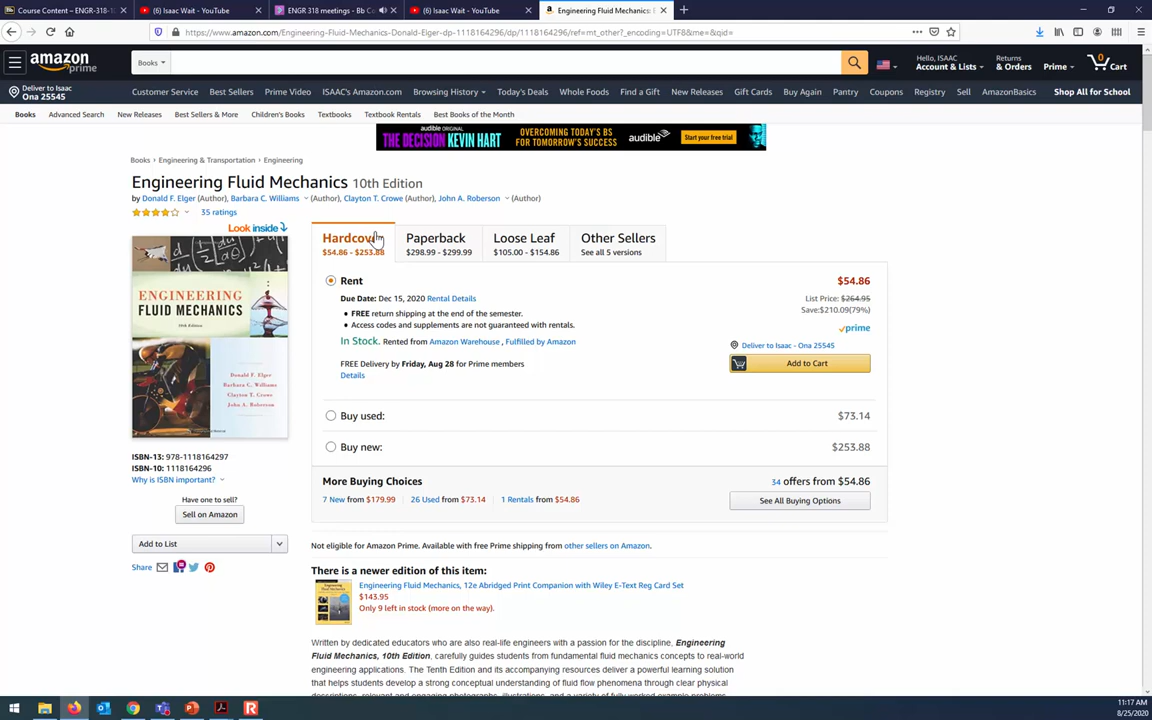 Course Content – ENGR-318-10
(6) Isaac Wait - YouTube
ENGR 318 meetings - Bb Co
(6) Isaac Wait - YouTube
Engineering Fluid Mechanics: E
https://www.amazon.com/Engineering-Fluid-Mechanics-Donald-Elger-dp-1118164296/dp/1118164296/ref=mt_other?_encoding=UTF8&me=&qid=
amazon prime
Books
Hello, ISAAC
Account & Lists
Returns
& Orders
Prime
0
Cart
Deliver to Isaac
Ona 25545
Customer Service Best Sellers Prime Video ISAAC's Amazon.com Browsing History Today's Deals Whole Foods Find a Gift New Releases Gift Cards Buy Again Pantry Coupons Registry Sell AmazonBasics Shop All for School
Books Advanced Search New Releases Best Sellers & More Children's Books Textbooks Textbook Rentals Best Books of the Month
AUDIBLE ORIGINAL
THE DECISION KEVIN HART
OVERCOMING TODAY'S BS
FOR TOMORROW'S SUCCESS
audible
Start your free trial
Books › Engineering & Transportation › Engineering
Engineering Fluid Mechanics 10th Edition
by Donald F. Elger (Author), Barbara C. Williams (Author), Clayton T. Crowe (Author), John A. Roberson (Author)
35 ratings
Look inside
ENGINEERING
FLUID MECHANICS
10th Edition
Donald F. Elger
Barbara C. Williams
Clayton T. Crowe
John A. Roberson
Hardcov
$54.86 - $253.88
Paperback
$298.99 - $299.99
Loose Leaf
$105.00 - $154.86
Other Sellers
See all 5 versions
Rent
$54.86
Due Date: Dec 15, 2020 Rental Details
List Price: $264.95
Save:$210.09(79%)
• FREE return shipping at the end of the semester.
• Access codes and supplements are not guaranteed with rentals.
prime
In Stock. Rented from Amazon Warehouse , Fulfilled by Amazon
Deliver to Isaac - Ona 25545
FREE Delivery by Friday, Aug 28 for Prime members
Details
Add to Cart
Buy used:
$73.14
Buy new:
$253.88
More Buying Choices
7 New from $179.99 26 Used from $73.14 1 Rentals from $54.86
34 offers from $54.86
See All Buying Options
ISBN-13: 978-1118164297
ISBN-10: 1118164296
Why is ISBN important?
Have one to sell?
Sell on Amazon
Add to List
Share
Not eligible for Amazon Prime. Available with free Prime shipping from other sellers on Amazon.
There is a newer edition of this item:
Engineering Fluid Mechanics, 12e Abridged Print Companion with Wiley E-Text Reg Card Set
$143.95
Only 9 left in stock (more on the way).
Written by dedicated educators who are also real-life engineers with a passion for the discipline, Engineering
Fluid Mechanics, 10th Edition, carefully guides students from fundamental fluid mechanics concepts to real-world
engineering applications. The Tenth Edition and its accompanying resources deliver a powerful learning solution
that helps students develop a strong conceptual understanding of fluid flow phenomena through clear physical
11:17 AM
8/25/2020